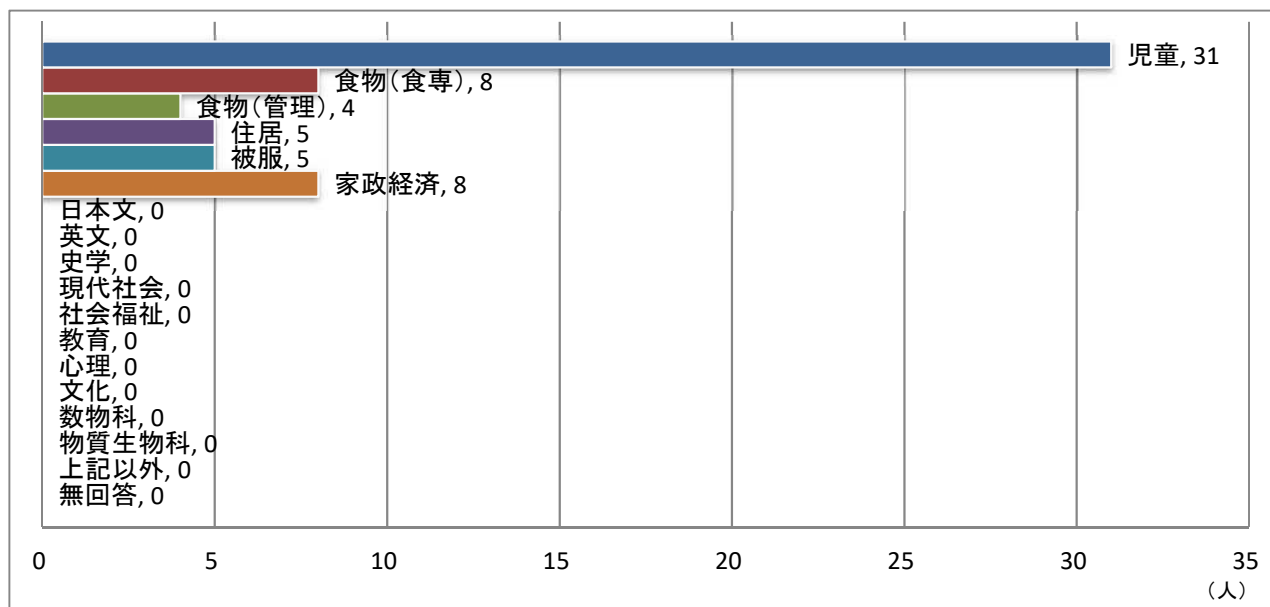 児童, 31
食物(食専), 8
食物(管理), 4
住居, 5
被服, 5
家政経済, 8
日本文, 0
英文, 0
史学, 0
現代社会, 0
社会福祉, 0
教育, 0
心理, 0
文化, 0
数物科, 0
物質生物科, 0
上記以外, 0
無回答, 0
0 5 10 15 20 25 30 35
(人)